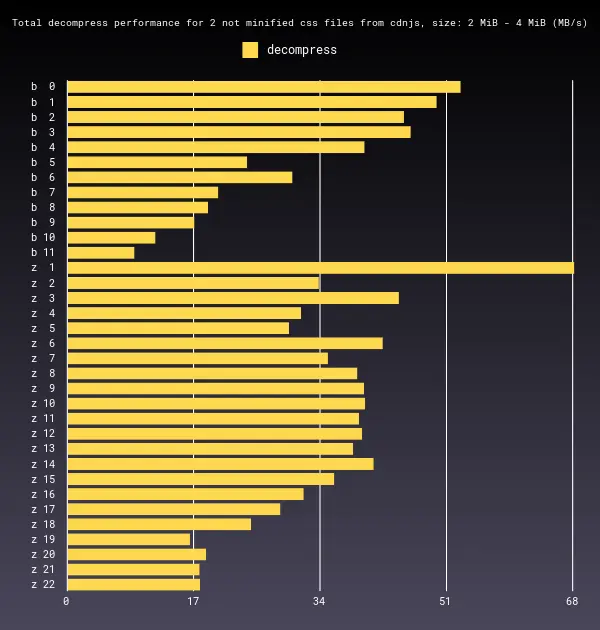 Total decompress performance for 2 not minified css files from cdnjs, size: 2 MiB - 4 MiB (MB/s)
decompress
b 0
b 1
b 2
b 3
b 4
b 5
b 6
b 7
b 8
b 9
b 10
b 11
z 1
z 2
z 3
z 4
z 5
z 6
z 7
z 8
z 9
z 10
z 11
z 12
z 13
z 14
z 15
z 16
z 17
z 18
z 19
z 20
z 21
z 22
0 17 34 51 68